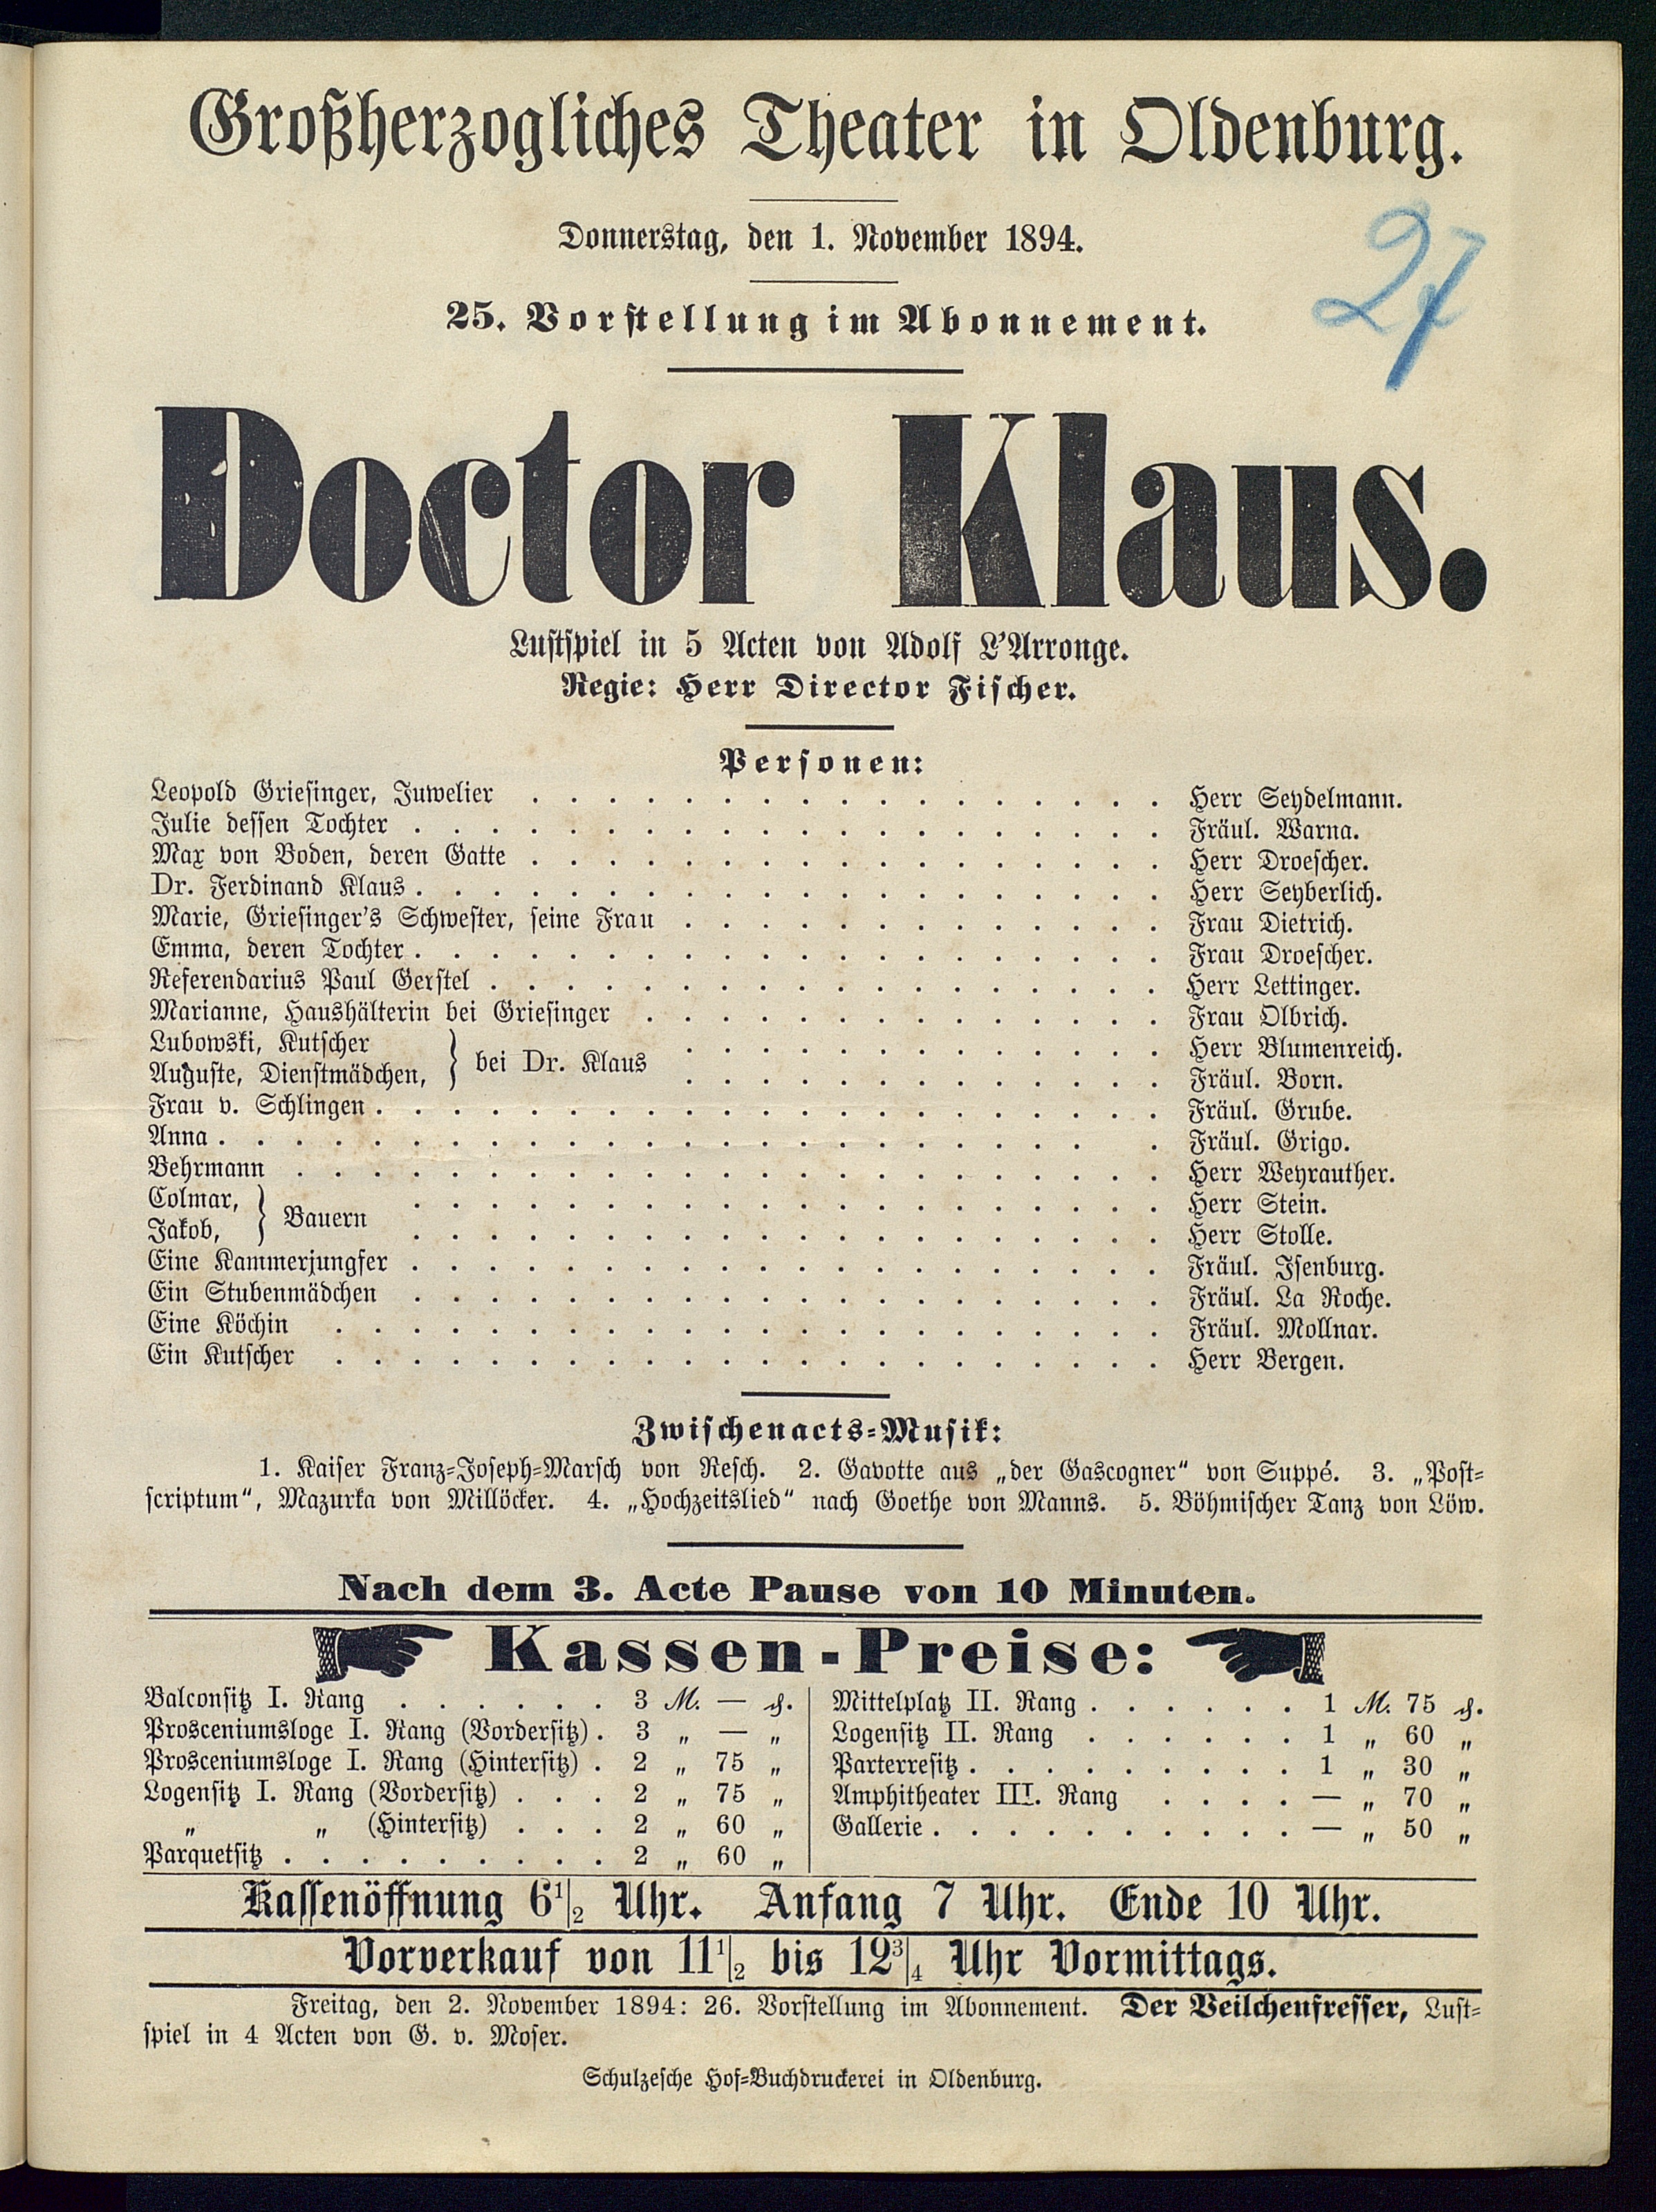 Großherzogliches Theater in Oldenburg.
Donnerstag, den 1. November 1894.
27
25. Vorstellung im Abonnement.
Doctor Klaus.
Lustspiel in 5 Acten von Adolf L'Arronge.
Regie: Herr Director Fischer.
Personen:
Leopold Griesinger, Juwelier . . . . . . . . . . . . . . . . . Herr Seydelmann.
Julie dessen Tochter . . . . . . . . . . . . . . . . . . . . Fräul. Warna.
Max von Boden, deren Gatte . . . . . . . . . . . . . . . . . Herr Droescher.
Dr. Ferdinand Klaus . . . . . . . . . . . . . . . . . . . . Herr Seyberlich.
Marie, Griesinger's Schwester, seine Frau . . . . . . . . . . . . . Frau Dietrich.
Emma, deren Tochter . . . . . . . . . . . . . . . . . . . . Frau Droescher.
Referendarius Paul Gerstel . . . . . . . . . . . . . . . . . . Herr Lettinger.
Marianne, Haushälterin bei Griesinger . . . . . . . . . . . . . . Frau Olbrich.
Lubowski, Kutscher } bei Dr. Klaus . . . . . . . . . . . . . Herr Blumenreich.
Auguste, Dienstmädchen, } . . . . . . . . . . . . . Fräul. Born.
Frau v. Schlingen . . . . . . . . . . . . . . . . . . . . . Fräul. Grube.
Anna . . . . . . . . . . . . . . . . . . . . . . . . Fräul. Grigo.
Behrmann . . . . . . . . . . . . . . . . . . . . . . . Herr Weyrauther.
Colmar, } Bauern . . . . . . . . . . . . . . . . . . . . Herr Stein.
Jakob, } . . . . . . . . . . . . . . . . . . . . Herr Stolle.
Eine Kammerjungfer . . . . . . . . . . . . . . . . . . . . Fräul. Isenburg.
Ein Stubenmädchen . . . . . . . . . . . . . . . . . . . . Fräul. La Roche.
Eine Köchin . . . . . . . . . . . . . . . . . . . . . . Fräul. Mollnar.
Ein Kutscher . . . . . . . . . . . . . . . . . . . . . . Herr Bergen.
Zwischenacts-Musik:
1. Kaiser Franz-Joseph-Marsch von Resch. 2. Gavotte aus „der Gascogner“ von Suppé. 3. „Post-
scriptum“, Mazurka von Millöcker. 4. „Hochzeitslied“ nach Goethe von Manns. 5. Böhmischer Tanz von Löw.
Nach dem 3. Acte Pause von 10 Minuten.
Kassen-Preise:
Balconsitz I. Rang . . . . . . 3 M. — ₰.
Prosceniumsloge I. Rang (Vordersitz) . 3 „ — „
Prosceniumsloge I. Rang (Hintersitz) . 2 „ 75 „
Logensitz I. Rang (Vordersitz) . . . 2 „ 75 „
„ „ (Hintersitz) . . . 2 „ 60 „
Parquetsitz . . . . . . . . . 2 „ 60 „
Mittelplatz II. Rang . . . . . . 1 M. 75 ₰.
Logensitz II. Rang . . . . . . 1 „ 60 „
Parterresitz . . . . . . . . . 1 „ 30 „
Amphitheater III. Rang . . . . — „ 70 „
Gallerie . . . . . . . . . . — „ 50 „
Kassenöffnung 6 1/2 Uhr. Anfang 7 Uhr. Ende 10 Uhr.
Vorverkauf von 11 1/2 bis 12 3/4 Uhr Vormittags.
Freitag, den 2. November 1894: 26. Vorstellung im Abonnement. Der Veilchenfresser, Lust-
spiel in 4 Acten von G. v. Moser.
Schulzesche Hof-Buchdruckerei in Oldenburg.